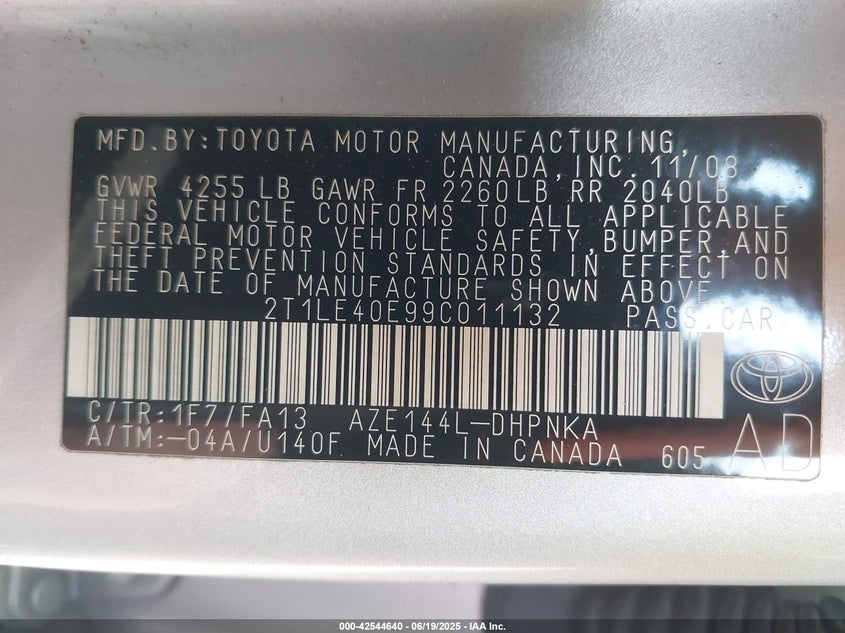 MFD.BY:TOYOTA MOTOR MANUFACTURING,
CANADA,INC. 11/08
GVWR 4255 LB GAWR FR 2260LB RR 2040LB
THIS VEHICLE CONFORMS TO ALL APPLICABLE
FEDERAL MOTOR VEHICLE SAFETY,BUMPER,AND
THEFT PREVENTION STANDARDS IN EFFECT ON
THE DATE OF MANUFACTURE SHOWN ABOVE.
2T1LE40E99C011132 PASS.CAR
C/TR:1F7/FA13 AZE144L-DHPNKA
A/TM:-04A/U140F MADE IN CANADA 605 AD
000-42544640 - 06/19/2025 - IAA Inc.